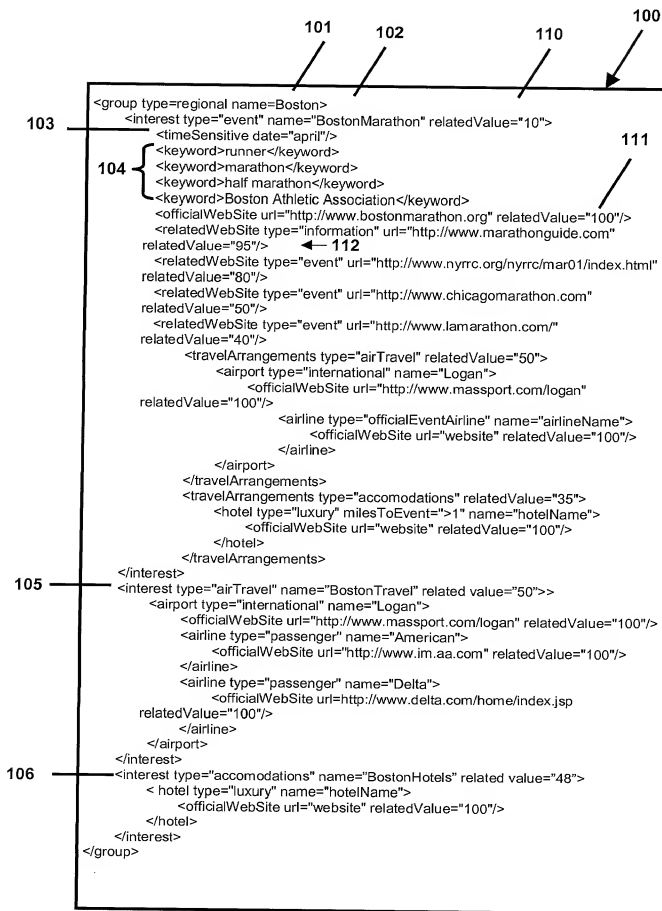 101 102 110 100
<group type=regional name=Boston>
<interest type="event" name="BostonMarathon" relatedValue="10">
103 <timeSensitive date="april"/>
<keyword>runner</keyword> 111
104 <keyword>marathon</keyword>
<keyword>half marathon</keyword>
<keyword>Boston Athletic Association</keyword>
<officialWebSite url="http://www.bostonmarathon.org" relatedValue="100"/>
<relatedWebSite type="information" url="http://www.marathonguide.com"
relatedValue="95"/> 112
<relatedWebSite type="event" url="http://www.nyrrc.org/nyrrc/mar01/index.html"
relatedValue="80"/>
<relatedWebSite type="event" url="http://www.chicagomarathon.com"
relatedValue="50"/>
<relatedWebSite type="event" url="http://www.lamarathon.com/"
relatedValue="40"/>
<travelArrangements type="airTravel" relatedValue="50">
<airport type="international" name="Logan">
<officialWebSite url="http://www.massport.com/logan"
relatedValue="100"/>
<airline type="officialEventAirline" name="airlineName">
<officialWebSite url="website" relatedValue="100"/>
</airline>
</airport>
</travelArrangements>
<travelArrangements type="accomodations" relatedValue="35">
<hotel type="luxury" milesToEvent=">1" name="hotelName">
<officialWebSite url="website" relatedValue="100"/>
</hotel>
</travelArrangements>
</interest>
105 <interest type="airTravel" name="BostonTravel" related value="50">>
<airport type="international" name="Logan">
<officialWebSite url="http://www.massport.com/logan" relatedValue="100"/>
<airline type="passenger" name="American">
<officialWebSite url="http://www.im.aa.com" relatedValue="100"/>
</airline>
<airline type="passenger" name="Delta">
<officialWebSite url=http://www.delta.com/home/index.jsp
relatedValue="100"/>
</airline>
</airport>
</interest>
106 <interest type="accomodations" name="BostonHotels" related value="48">
< hotel type="luxury" name="hotelName">
<officialWebSite url="website" relatedValue="100"/>
</hotel>
</interest>
</group>